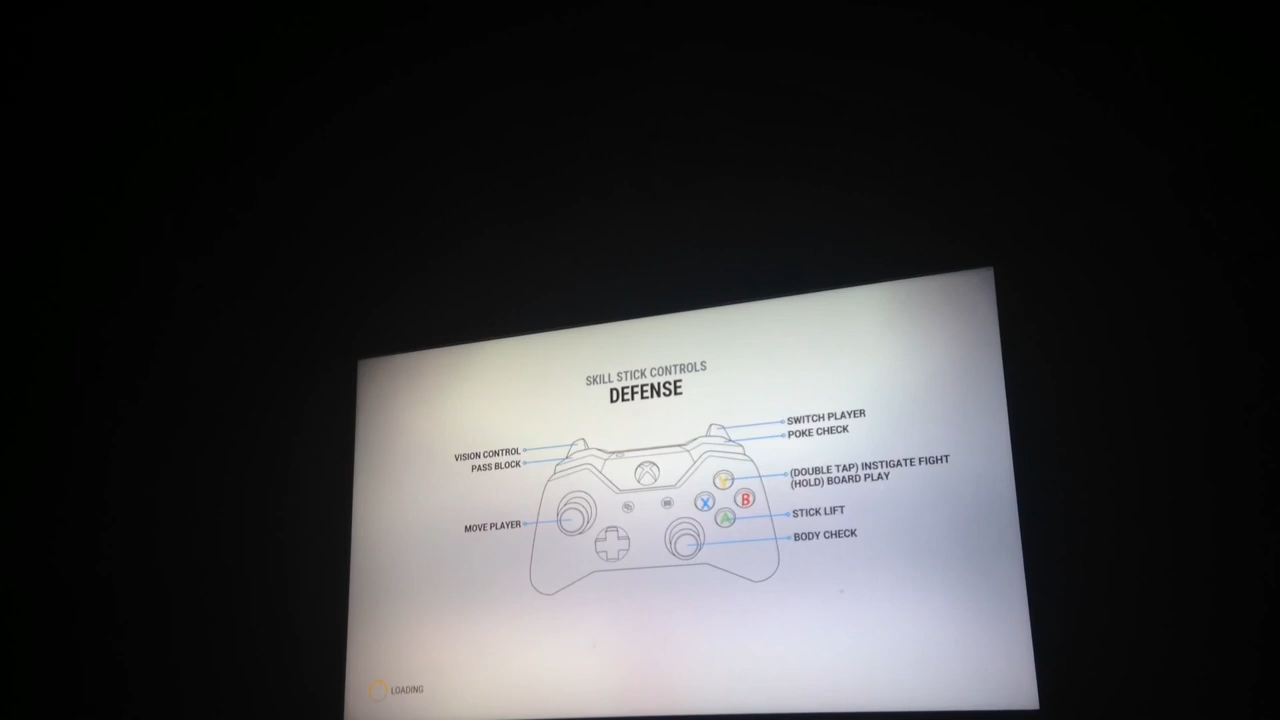 SKILL STICK CONTROLS
DEFENSE
SWITCH PLAYER
POKE CHECK
VISION CONTROL
PASS BLOCK
(DOUBLE TAP) INSTIGATE FIGHT
(HOLD) BOARD PLAY
Y
X
B
A
STICK LIFT
MOVE PLAYER
BODY CHECK
LOADING